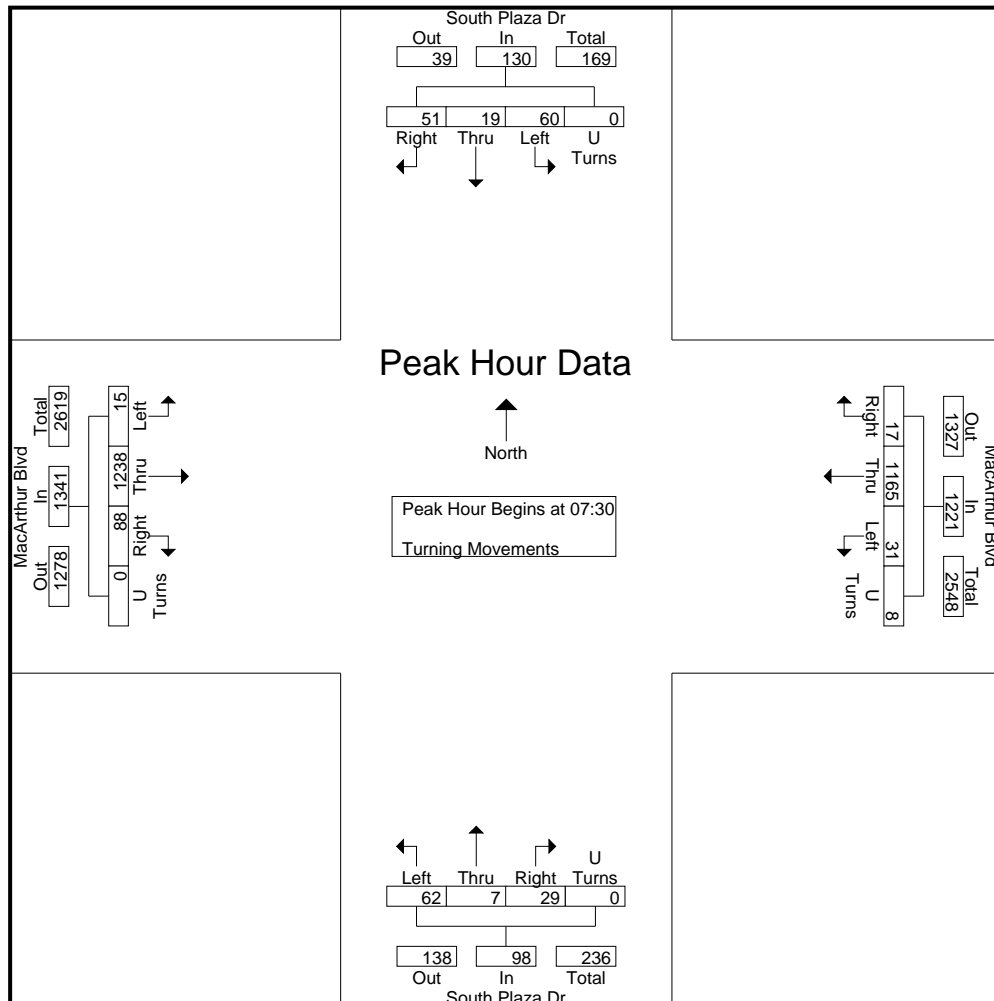 South Plaza Dr
Out In Total
39 130 169
51 19 60 0
Right Thru Left U
Turns
Peak Hour Data
North
Peak Hour Begins at 07:30
Turning Movements
MacArthur Blvd
Total In Out
2619 1341 1278
15 1238 88 0
Left Thru Right U
Turns
MacArthur Blvd
Out In Total
1327 1221 2548
17 1165 31 8
Right Thru Left U
Turns
U
Left Thru Right Turns
62 7 29 0
138 98 236
Out In Total
South Plaza Dr